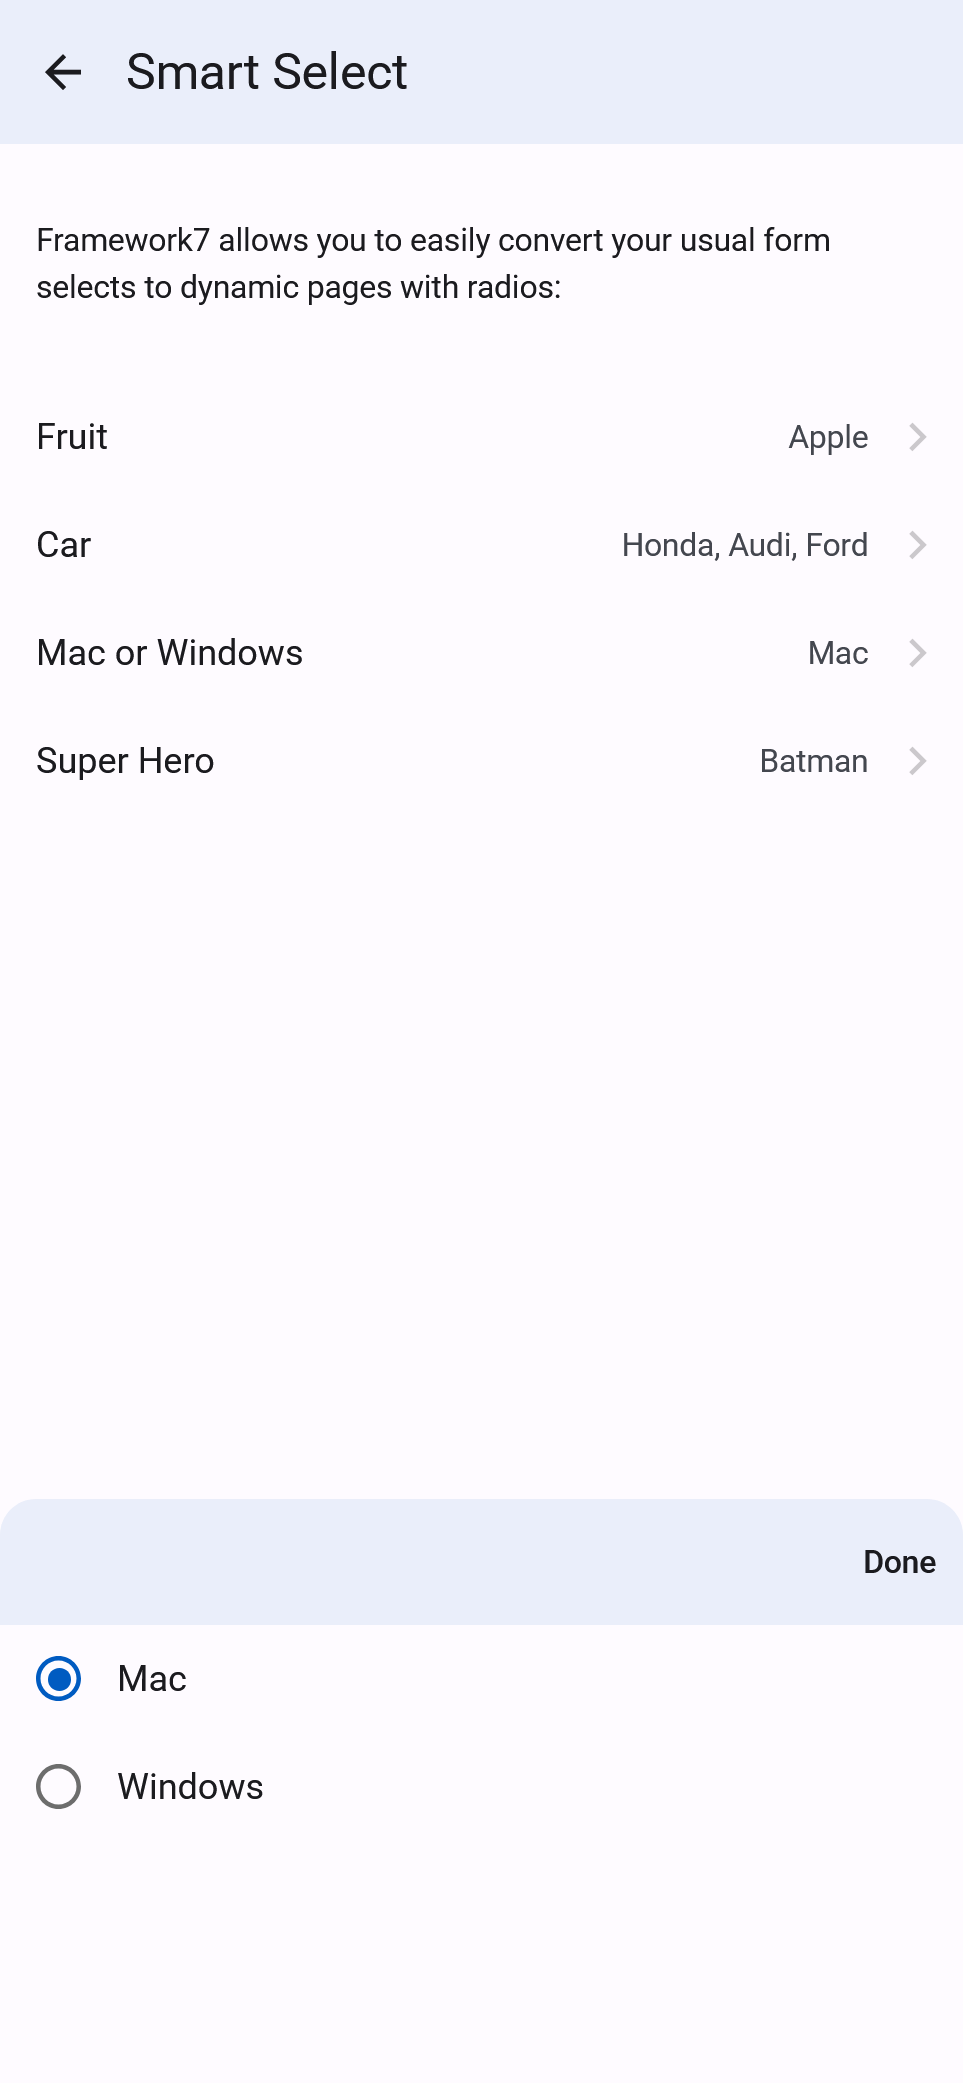 Smart Select
Framework7 allows you to easily convert your usual form
selects to dynamic pages with radios:
Fruit Apple
Car Honda, Audi, Ford
Mac or Windows Mac
Super Hero Batman
Done
Mac
Windows